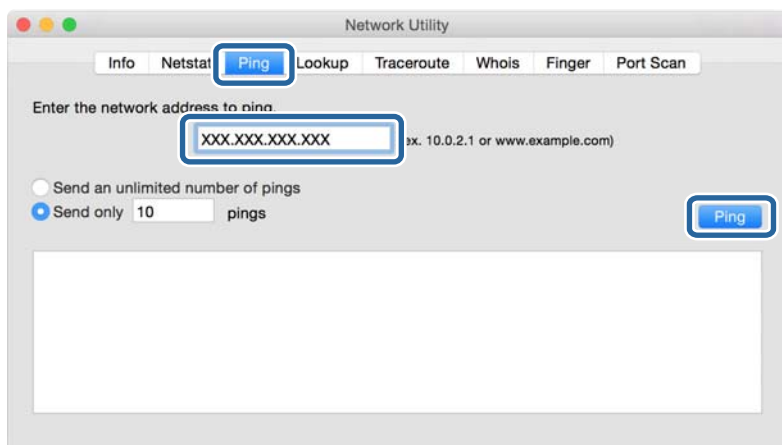 Network Utility
Info Netstat Ping Lookup Traceroute Whois Finger Port Scan
Enter the network address to ping.
XXX.XXX.XXX.XXX ex. 10.0.2.1 or www.example.com)
Send an unlimited number of pings
Send only 10 pings
Ping